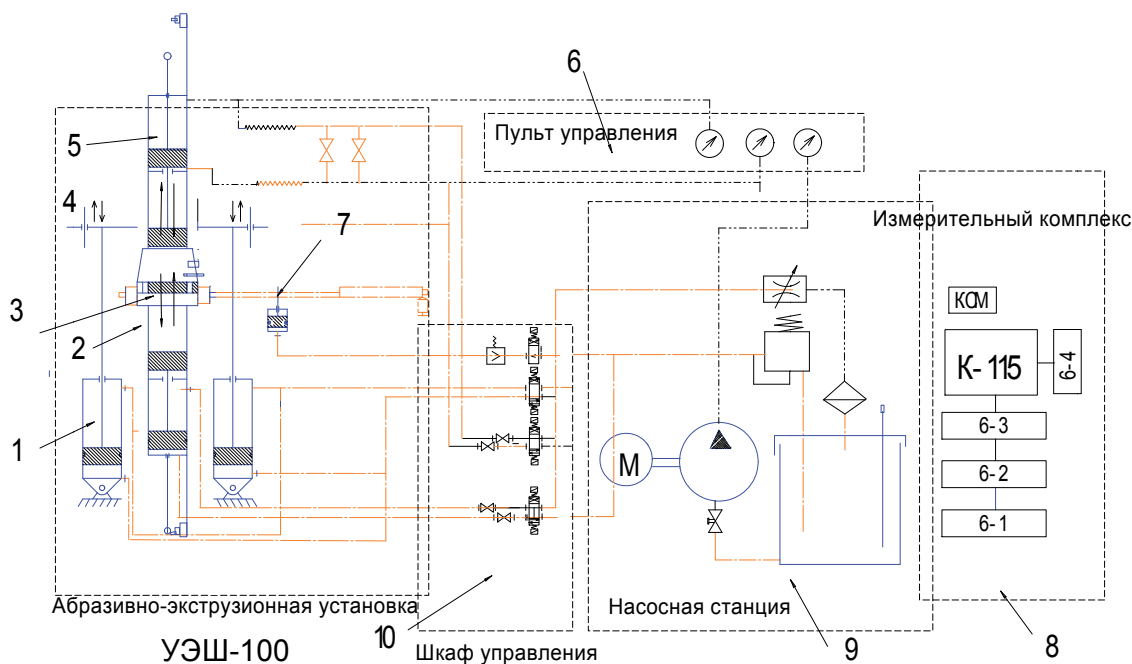 6
Пульт управления
5
4
7
Измерительный комплекс
3
2
КСМ
К-115
6-4
1
6-3
М
6-2
6-1
Абразивно-экструзионная установка
10
Насосная станция
9
8
УЭШ-100
Шкаф управления